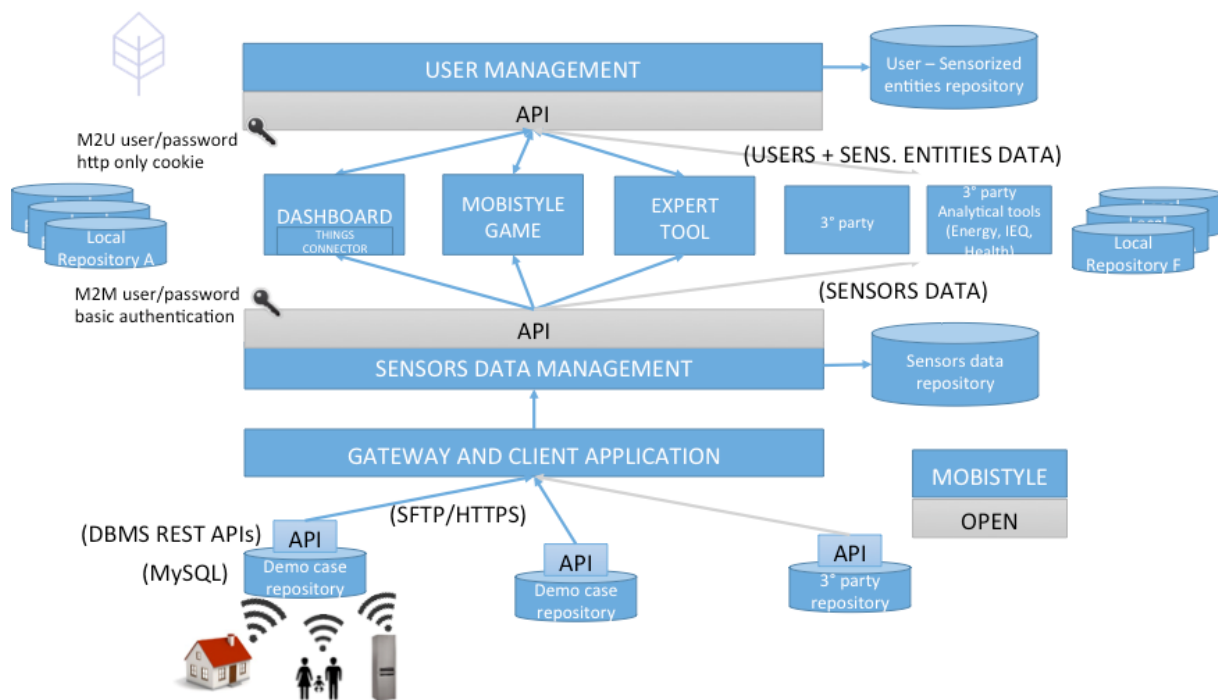 USER MANAGEMENT
User – Sensorized
entities repository
API
M2U user/password
http only cookie
(USERS + SENS. ENTITIES DATA)
DASHBOARD
THINGS
CONNECTOR
MOBISTYLE
GAME
EXPERT
TOOL
3° party
3° party
Analytical tools
(Energy, IEQ,
Health)
Local
Repository A
Local
Repository F
M2M user/password
basic authentication
(SENSORS DATA)
API
SENSORS DATA MANAGEMENT
Sensors data
repository
GATEWAY AND CLIENT APPLICATION
MOBISTYLE
OPEN
(SFTP/HTTPS)
(DBMS REST APIs)
API
(MySQL)
Demo case
repository
API
Demo case
repository
API
3° party
repository